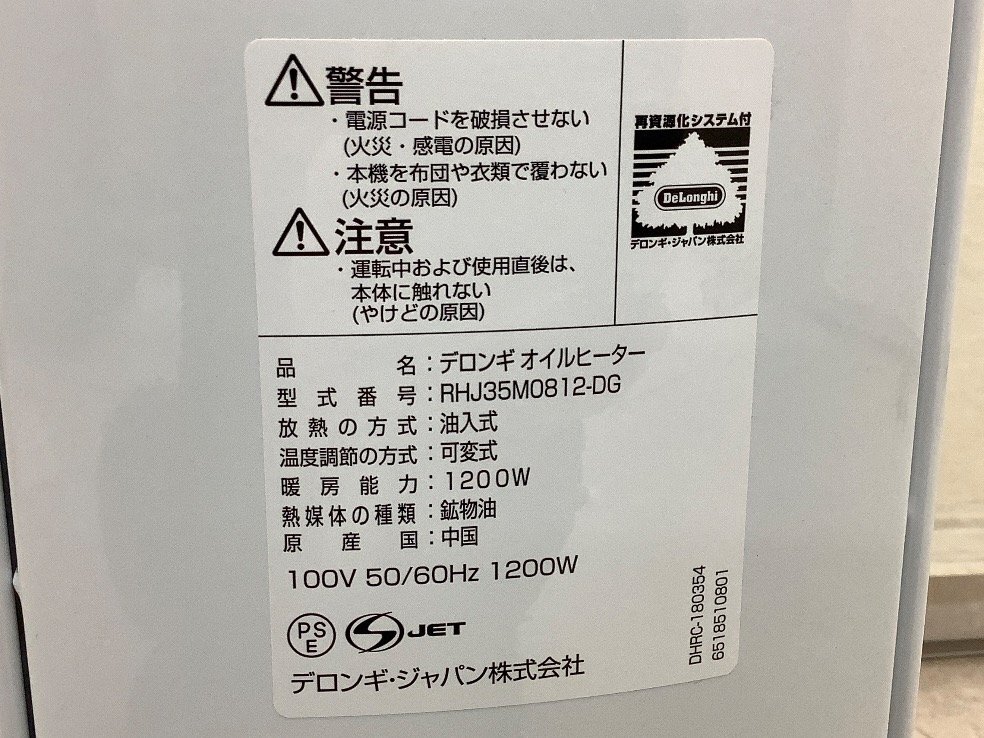 警告
・電源コードを破損させない
(火災・感電の原因)
・本機を布団や衣類で覆わない
(火災の原因)
注意
・運転中および使用直後は、
本体に触れない
(やけどの原因)
再資源化システム付
DeLonghi
デロンギ・ジャパン株式会社
品名:デロンギ オイルヒーター
型式番号:RHJ35M0812-DG
放熱の方式:油入式
温度調節の方式:可変式
暖房能力:1200W
熱媒体の種類:鉱物油
原産国:中国
100V 50/60Hz 1200W
PS
E
S JET
デロンギ・ジャパン株式会社
DHRC-180354
6518510801